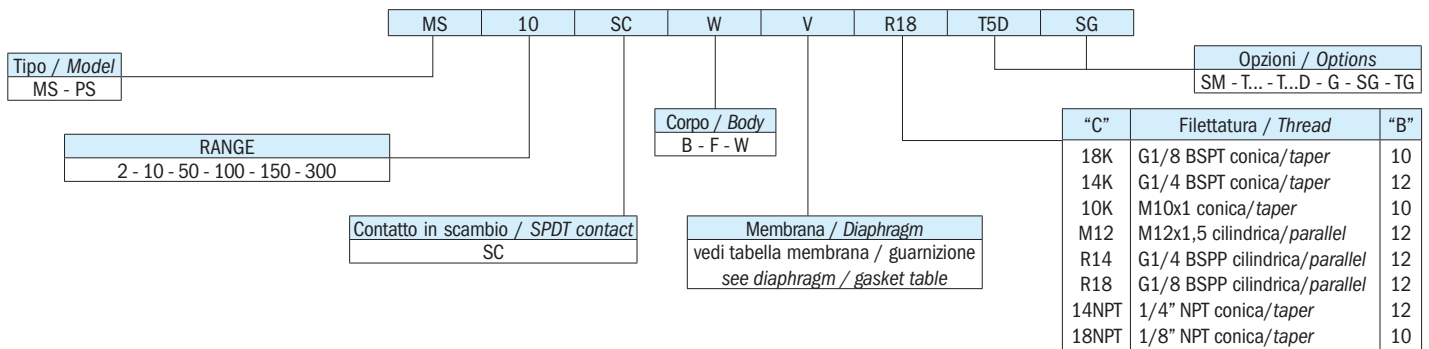 MS 10 SC W V R18 T5D SG
Tipo / Model
MS - PS
Opzioni / Options
SM - T... - T...D - G - SG - TG
Corpo / Body
B - F - W
RANGE
2 - 10 - 50 - 100 - 150 - 300
Contatto in scambio / SPDT contact
SC
Membrana / Diaphragm
vedi tabella membrana / guarnizione
see diaphragm / gasket table
“C” Filettatura / Thread “B”
18K G1/8 BSPT conica/taper 10
14K G1/4 BSPT conica/taper 12
10K M10x1 conica/taper 10
M12 M12x1,5 cilindrica/parallel 12
R14 G1/4 BSPP cilindrica/parallel 12
R18 G1/8 BSPP cilindrica/parallel 12
14NPT 1/4” NPT conica/taper 12
18NPT 1/8” NPT conica/taper 10